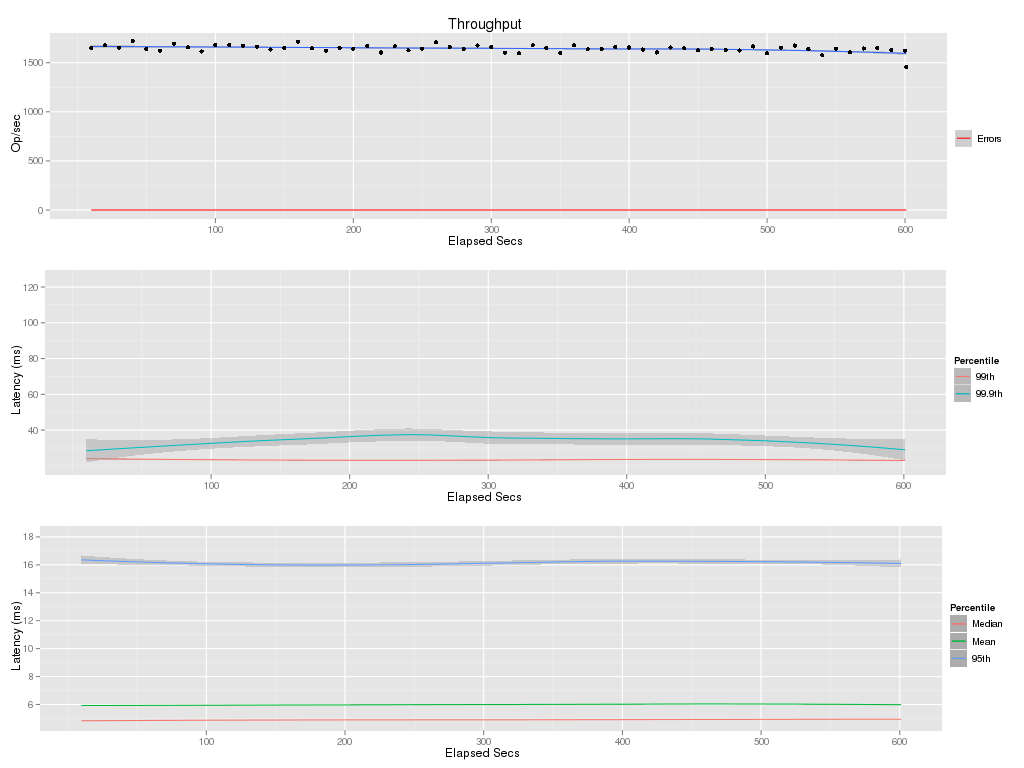 Throughput
1500
1000
500
0
Op/sec
100 200 300 400 500 600
Elapsed Secs
Errors
120
100
80
60
40
Latency (ms)
100 200 300 400 500 600
Elapsed Secs
Percentile
99th
99.9th
18
16
14
12
10
8
6
Latency (ms)
100 200 300 400 500 600
Elapsed Secs
Percentile
Median
Mean
95th